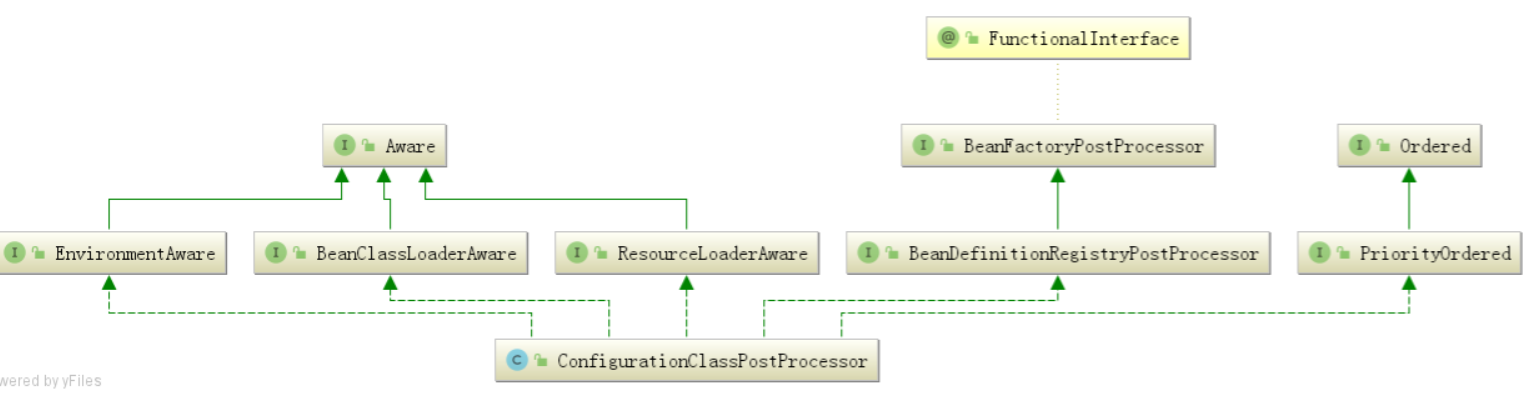 @ FunctionalInterface
I Aware
I BeanFactoryPostProcessor
I Ordered
I EnvironmentAware
I BeanClassLoaderAware
I ResourceLoaderAware
I BeanDefinitionRegistryPostProcessor
I PriorityOrdered
C ConfigurationClassPostProcessor
wered by yFiles